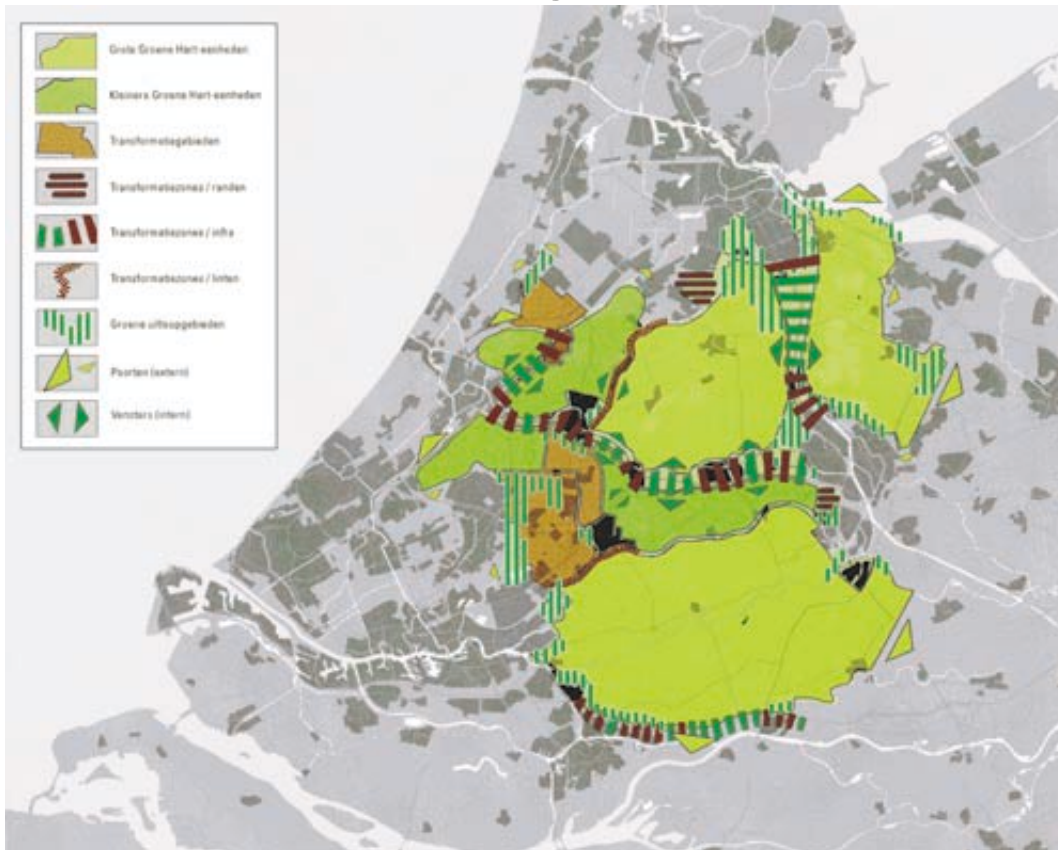 Grote Groene Hart-eenheden
Kleinere Groene Hart-eenheden
Transformatiegebieden
Transformatiezones / randen
Transformatiezones / infra
Transformatiezones / linten
Groene uitloopgebieden
Poorten (extern)
Vensters (intern)